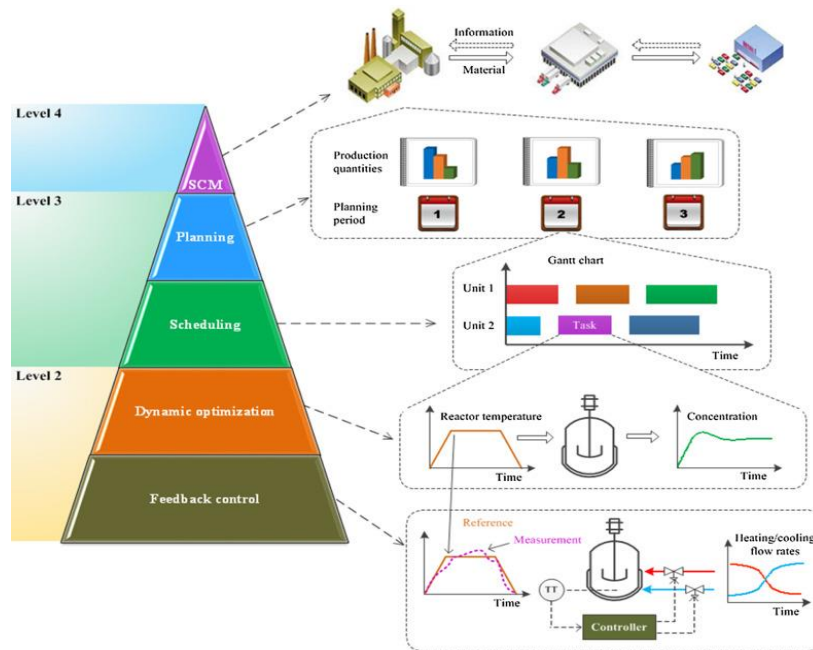 Information
Material
Level 4
SCM
Production
quantities
Planning
period
1
2
3
Level 3
Planning
Gantt chart
Unit 1
Scheduling
Unit 2
Task
Time
Level 2
Dynamic optimization
Reactor temperature
Concentration
Time
Time
Feedback control
Reference
Measurement
Heating/cooling
flow rates
TT
Time
Time
Controller